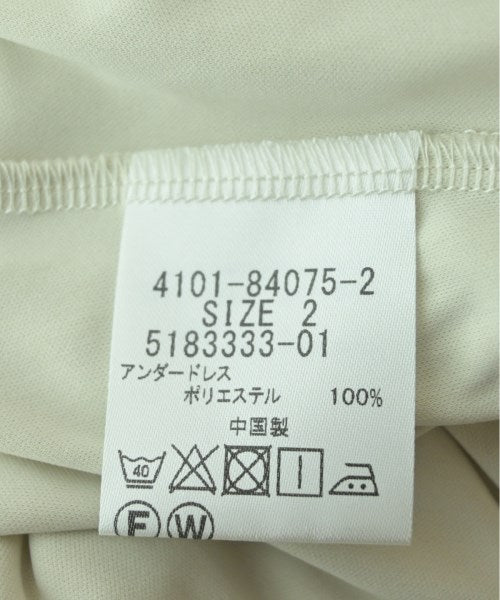 4101-84075-2
SIZE 2
5183333-01
アンダードレス
ポリエステル 100%
中国製
40
F W